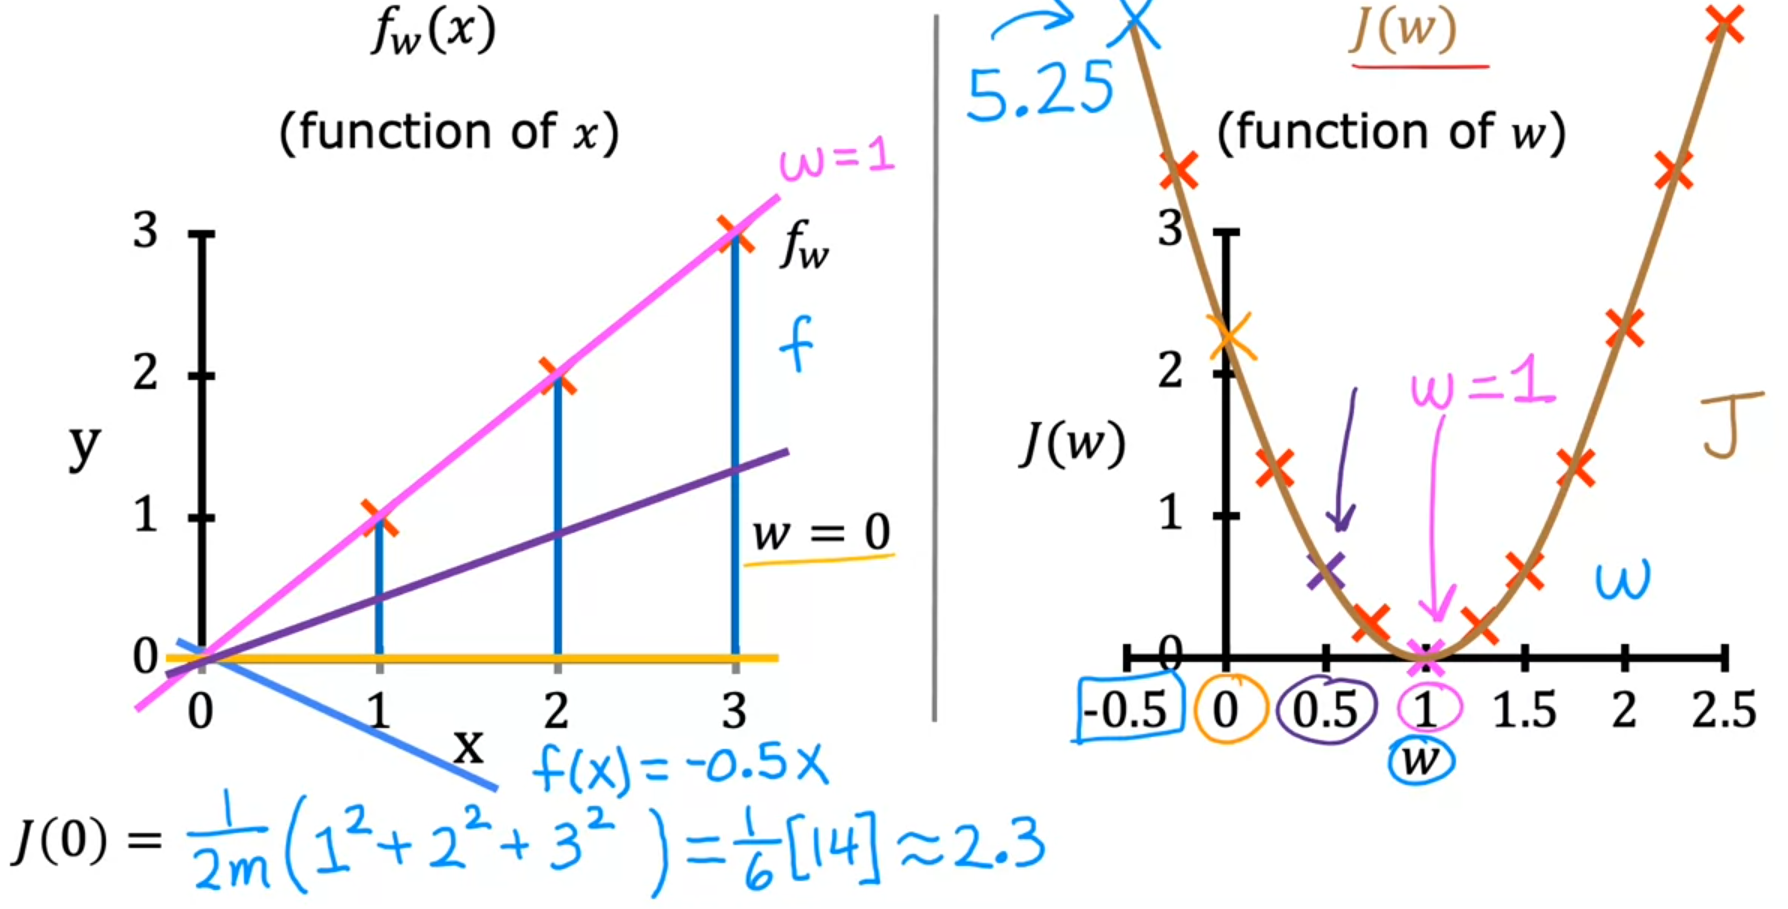 f_w(x)
(function of x)
w=1
3
f_w
f
2
y
1
w = 0
0
0 1 2 3
x
f(x) = -0.5x
J(0) = 1/2m (1² + 2² + 3² ) = 1/6 [14] ≈ 2.3
5.25
J(w)
(function of w)
3
2
w=1
J
J(w)
1
w
0
-0.5 0 0.5 1 1.5 2 2.5
w